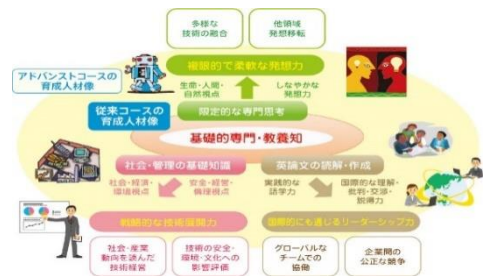 多様な
技術の融合
他領域
発想移転
複眼的で柔軟な発想力
アドバンストコースの
育成人材像
生命・人間・
自然視点
しなやかな
発想力
従来コースの
育成人材像
限定的な専門思考
基礎的専門・教養知
社会・管理の基礎知識
英論文の読解・作成
社会・経済・
環境視点
安全・経営・
倫理視点
実践的な
語学力
国際的な理解・
批判・交渉・
説得力
戦略的な技術展開力
国際的にも通じるリーダーシップ力
社会・産業
動向を読んだ
技術経営
技術の安全・
環境・文化への
影響評価
グローバルな
チームでの
協働
企業間の
公正な競争